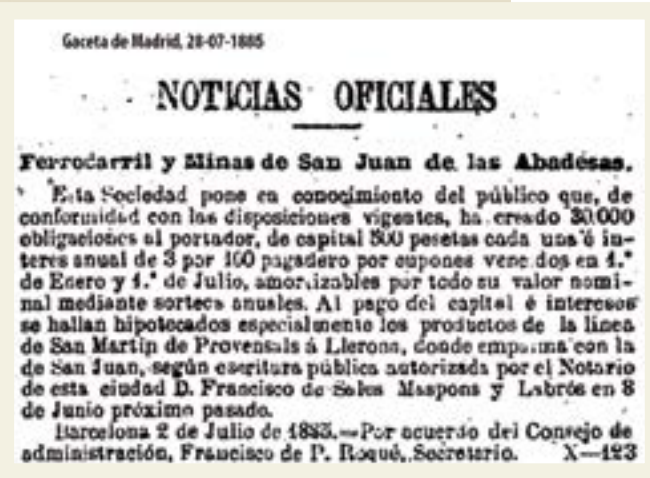 Gaceta de Madrid, 28-07-1885
NOTICIAS OFICIALES
Ferrocarril y Minas de San Juan de las Abadesas.
Esta Sociedad pone en conocimiento del público que, de
conformidad con las disposiciones vigentes, ha creado 30.000
obligaciones al portador, de capital 500 pesetas cada una é in-
teres anual de 3 por 100 pagadero por cupones vencidos en 1.°
de Enero y 1.° de Julio, amortizables por todo su valor nomi-
nal mediante sorteos anuales. Al pago del capital é intereses
se hallan hipotecados especialmente los productos de la línea
de San Martin de Provensals á Llerona, donde empalma con la
de San Juan, según escritura pública autorizada por el Notario
de esta ciudad D. Francisco de Sales Maspons y Labrós en 8
de Junio próximo pasado.
Barcelona 2 de Julio de =Por acuerdo del Consejo de
administración, Francisco de P. Roqué, Secretario. X—123